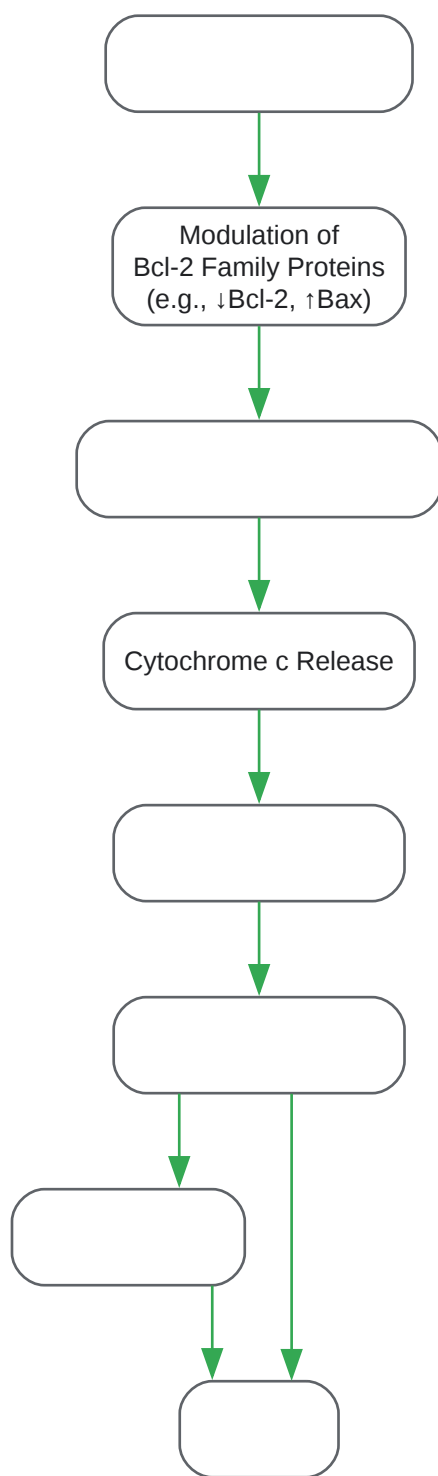 Modulation of
Bcl-2 Family Proteins
(e.g., ↓Bcl-2, ↑Bax)
Cytochrome c Release